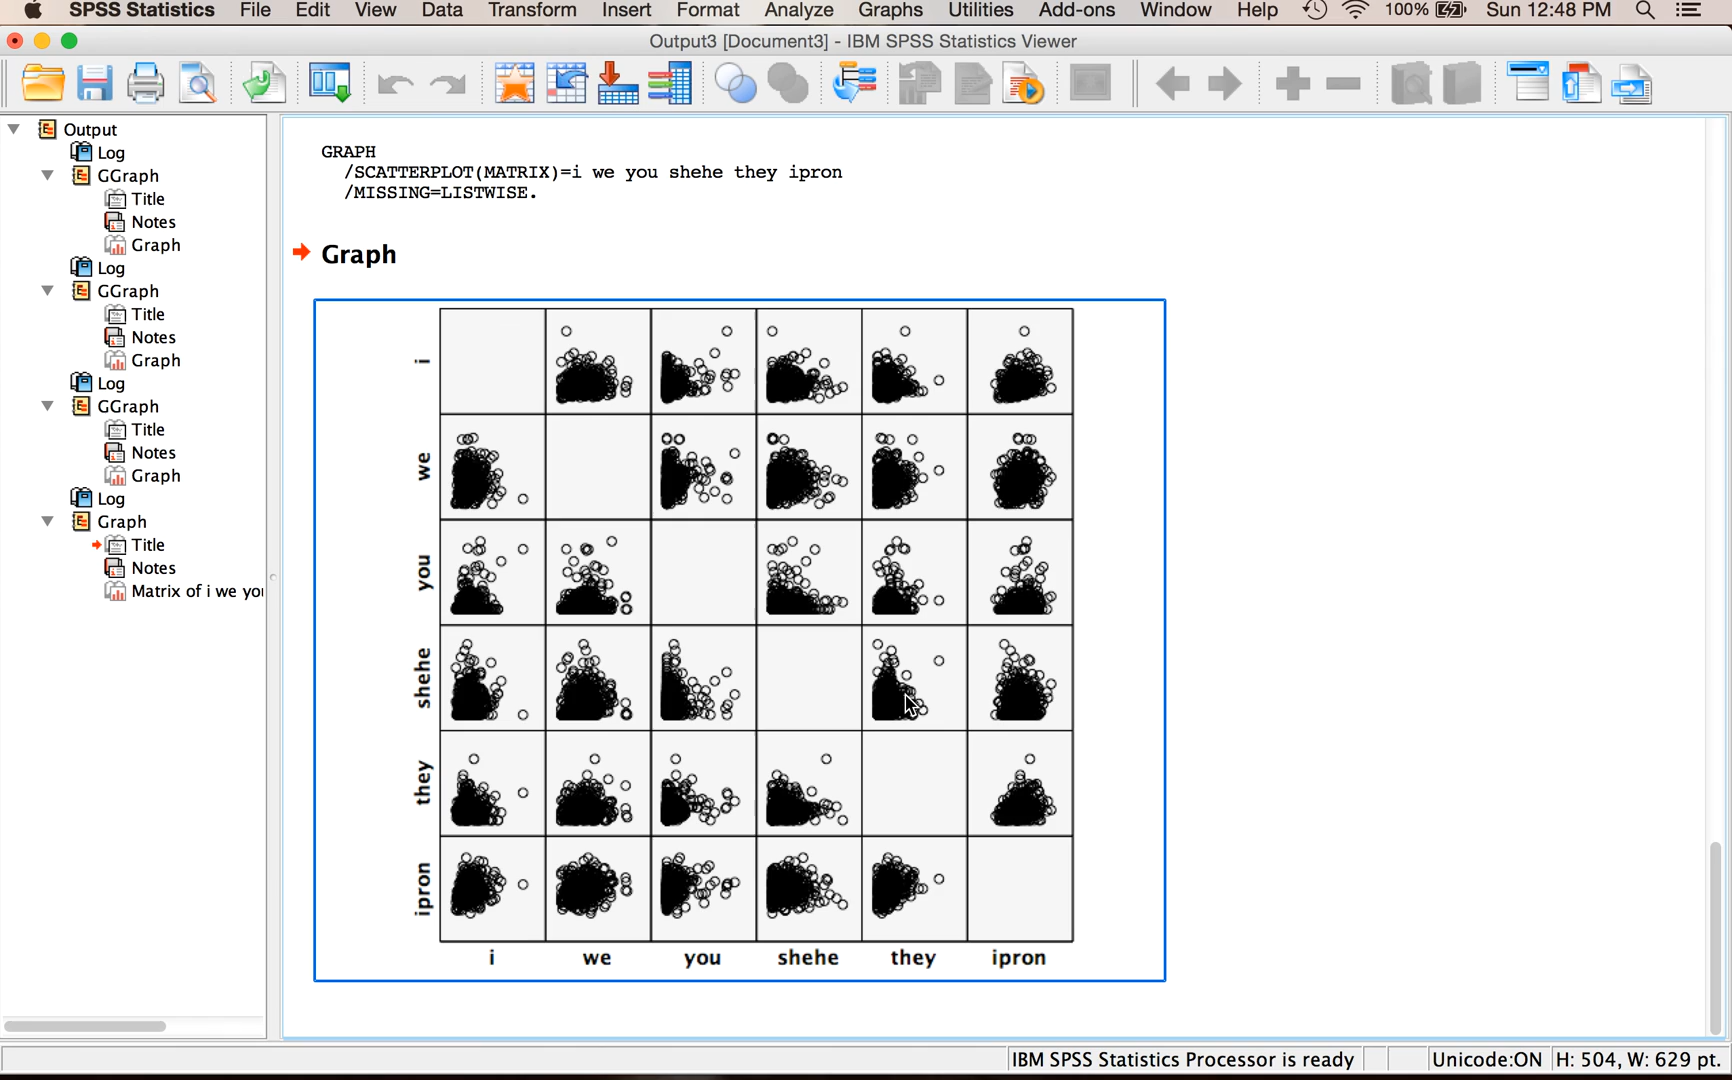 SPSS Statistics File Edit View Data Transform Insert Format Analyze Graphs Utilities Add-ons Window Help 100% Sun 12:48 PM
Output3 [Document3] - IBM SPSS Statistics Viewer
Output
Log
GGraph
Title
Notes
Graph
Log
GGraph
Title
Notes
Graph
Log
GGraph
Title
Notes
Graph
Log
Graph
Title
Notes
Matrix of i we you
GRAPH
/SCATTERPLOT(MATRIX)=i we you shehe they ipron
/MISSING=LISTWISE.
Graph
i
we
you
shehe
they
ipron
i we you shehe they ipron
IBM SPSS Statistics Processor is ready Unicode:ON H: 504, W: 629 pt.